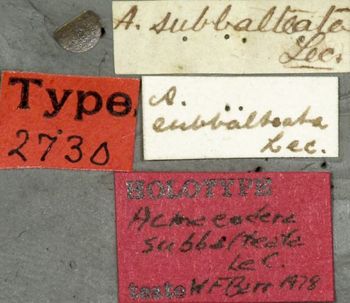 A. subbalteata
Lec.
Type
2730
A.
subbalteata
Lec.
HOLOTYPE
Acmaeodera
subbalteata
LeC.
teste W F Barr 1978